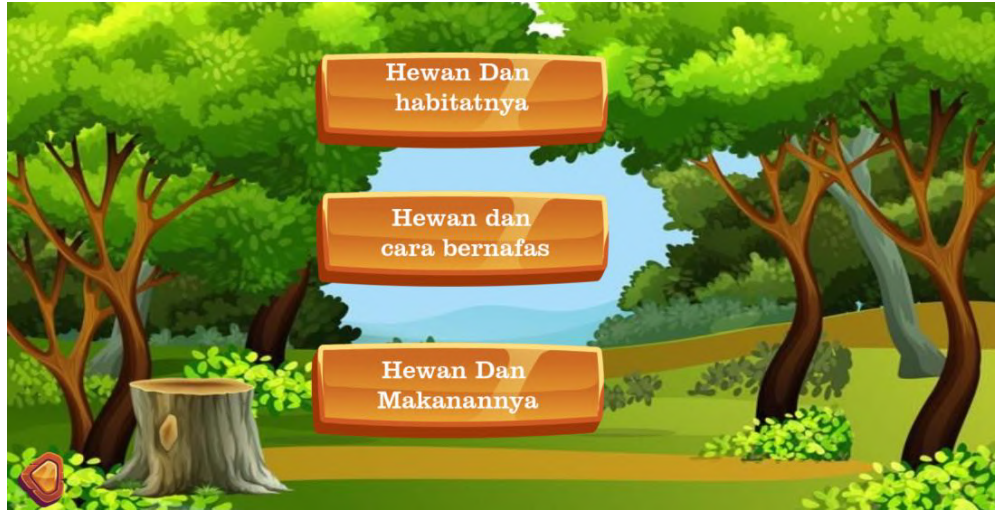 Hewan Dan
habitatnya
Hewan dan
cara bernafas
Hewan Dan
Makanannya